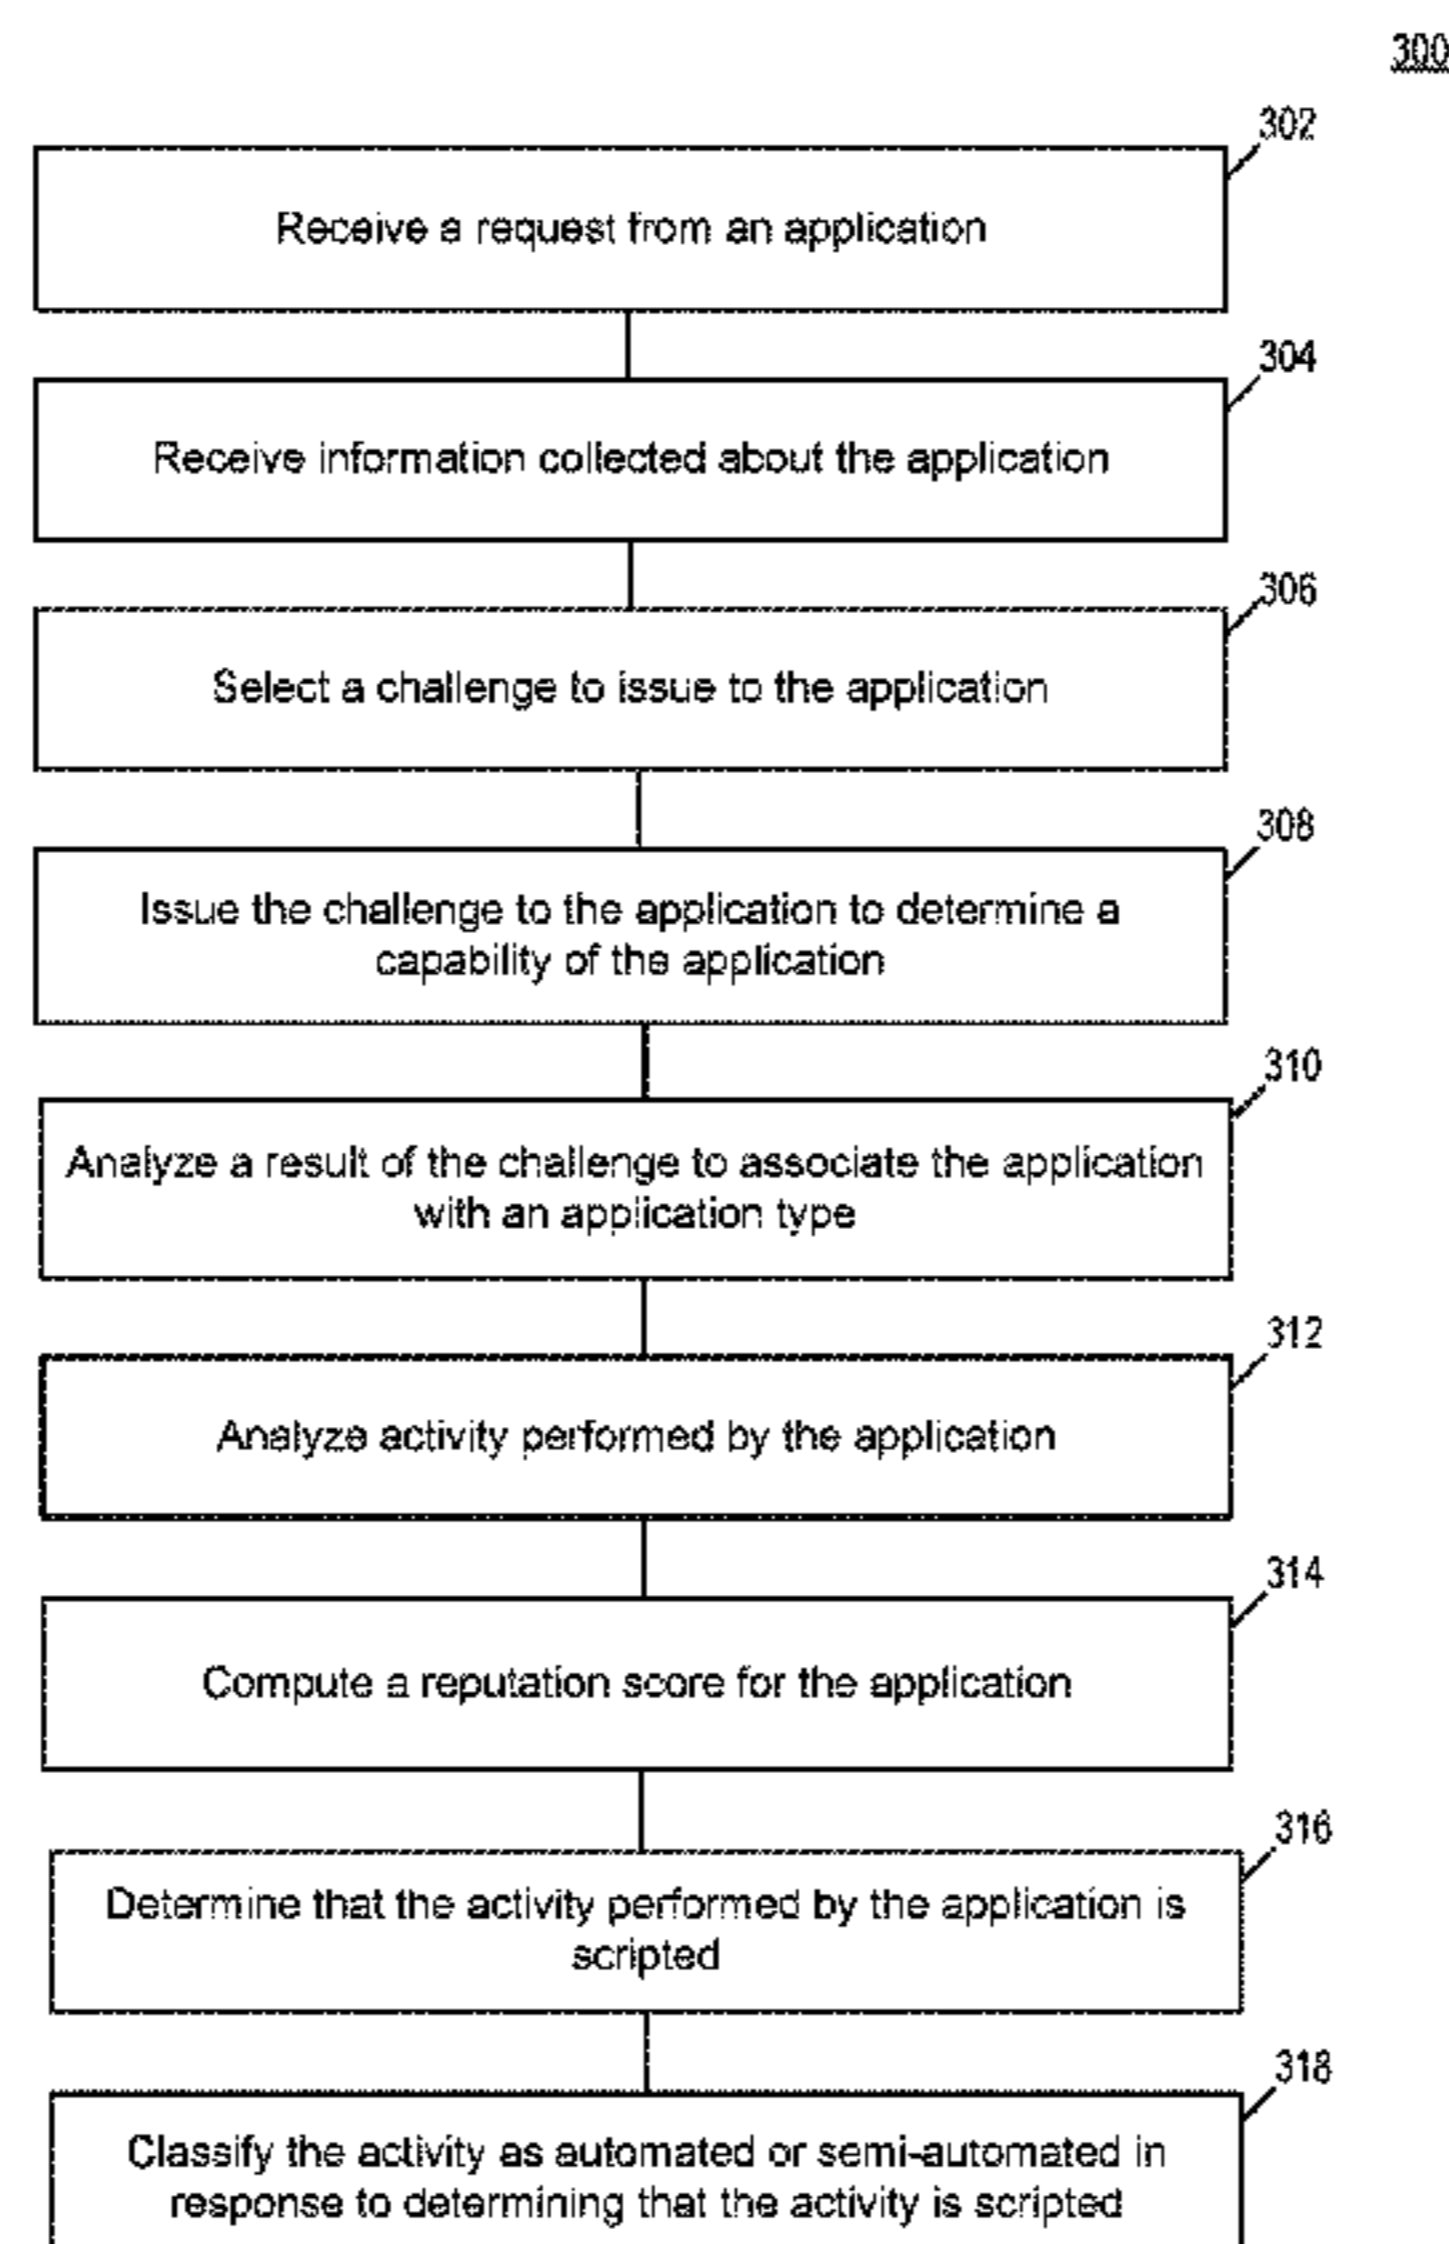 300
302
Receive a request from an application
304
Receive information collected about the application
306
Select a challenge to issue to the application
308
Issue the challenge to the application to determine a
capability of the application
310
Analyze a result of the challenge to associate the application
with an application type
312
Analyze activity performed by the application
314
Compute a reputation score for the application
316
Determine that the activity performed by the application is
scripted
318
Classify the activity as automated or semi-automated in
response to determining that the activity is scripted